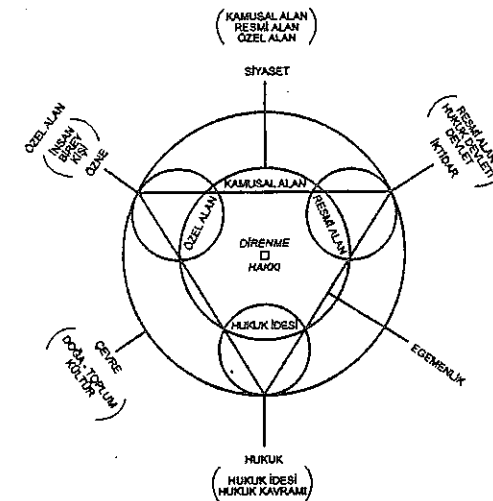 KAMUSAL ALAN
RESMİ ALAN
ÖZEL ALAN
SİYASET
ÖZEL ALAN
İNSAN
BİREY
KİŞİ
ÖZNE
RESMİ ALAN
HUKUK DEVLETİ
DEVLET
İKTİDAR
KAMUSAL ALAN
ÖZEL ALAN
RESMİ ALAN
DİRENME
HAKKI
HUKUK İDESİ
ÇEVRE
DOĞA - TOPLUM
KÜLTÜR
EGEMENLİK
HUKUK
HUKUK İDESİ
HUKUK KAVRAMI